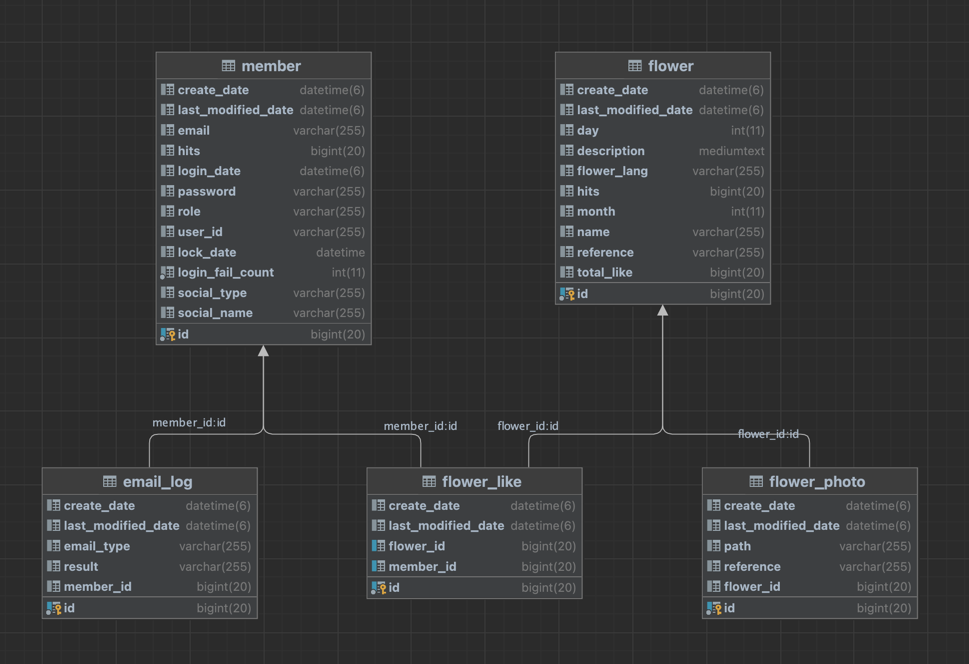 member
create_date datetime(6)
last_modified_date datetime(6)
email varchar(255)
hits bigint(20)
login_date datetime(6)
password varchar(255)
role varchar(255)
user_id varchar(255)
lock_date datetime
login_fail_count int(11)
social_type varchar(255)
social_name varchar(255)
id bigint(20)
flower
create_date datetime(6)
last_modified_date datetime(6)
day int(11)
description mediumtext
flower_lang varchar(255)
hits bigint(20)
month int(11)
name varchar(255)
reference varchar(255)
total_like bigint(20)
id bigint(20)
member_id:id
member_id:id
flower_id:id
flower_id:id
email_log
create_date datetime(6)
last_modified_date datetime(6)
email_type varchar(255)
result varchar(255)
member_id bigint(20)
id bigint(20)
flower_like
create_date datetime(6)
last_modified_date datetime(6)
flower_id bigint(20)
member_id bigint(20)
id bigint(20)
flower_photo
create_date datetime(6)
last_modified_date datetime(6)
path varchar(255)
reference varchar(255)
flower_id bigint(20)
id bigint(20)